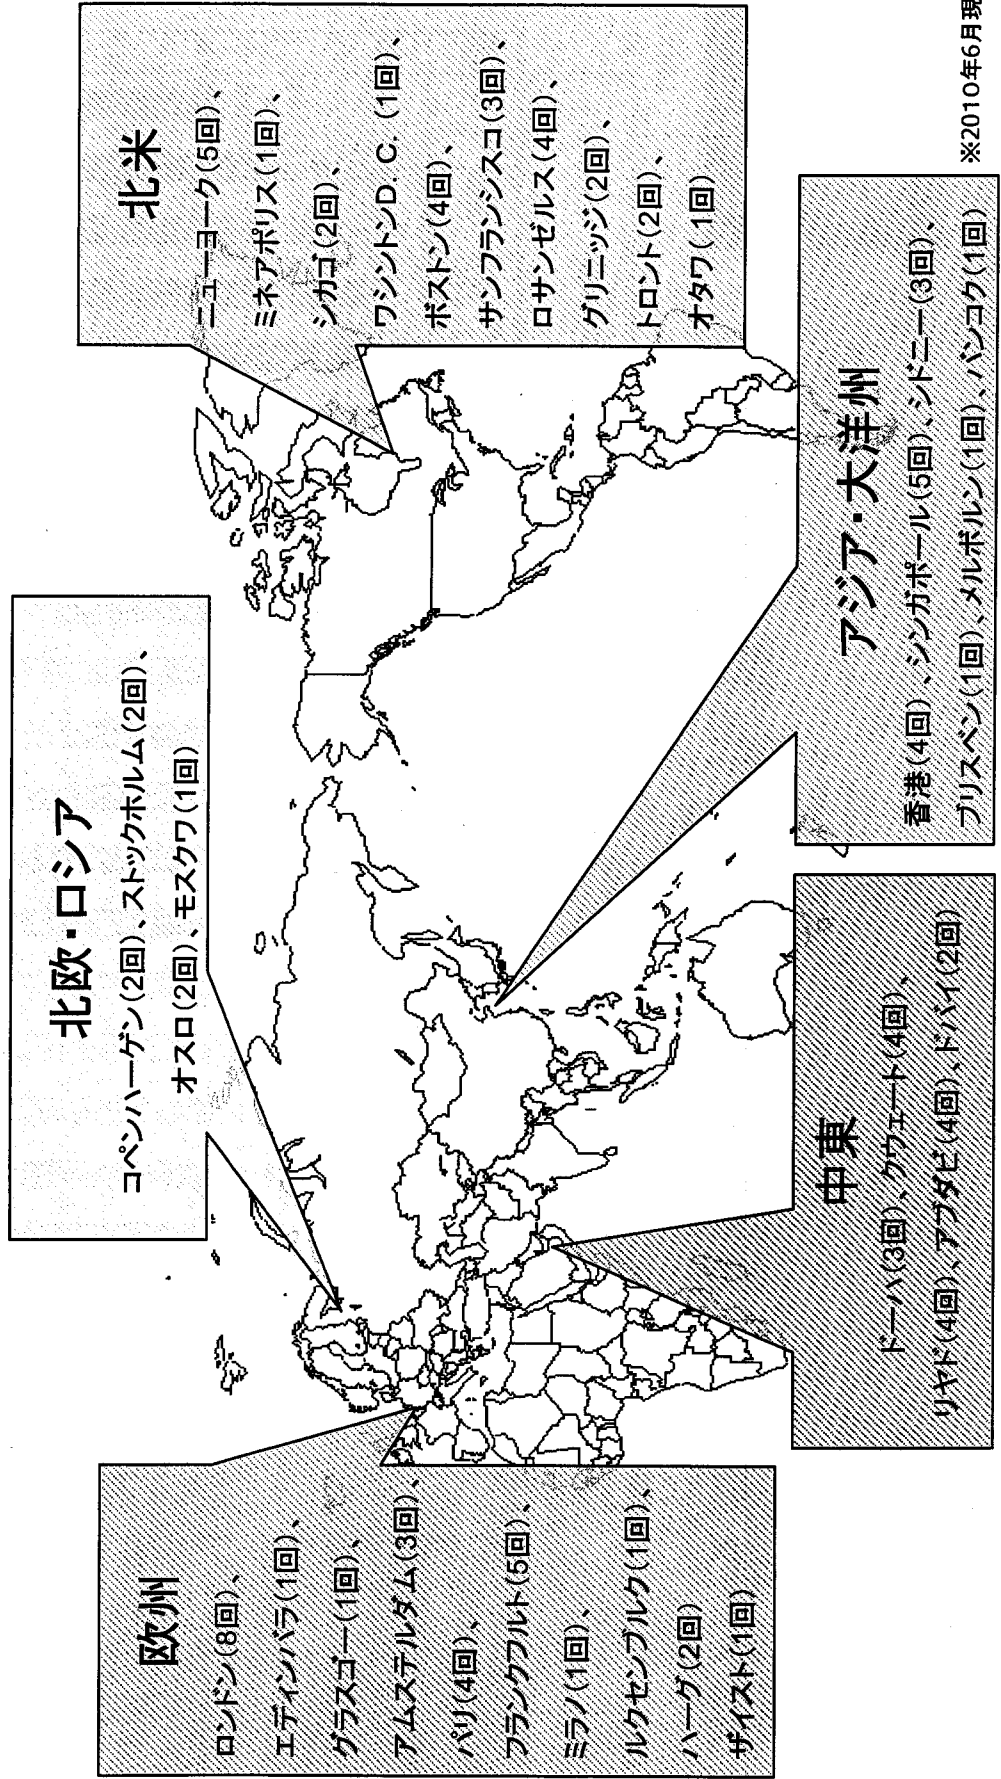 北欧・ロシア
コペンハーゲン(2回)、ストックホルム(2回)、
オスロ(2回)、モスクワ(1回)
欧州
ロンドン(8回)、
エディンバラ(1回)、
グラスゴー(1回)、
アムステルダム(3回)、
パリ(4回)、
フランクフルト(5回)、
ミラノ(1回)、
ルクセンブルク(1回)、
ハーグ(2回)
ザイスト(1回)
北米
ニューヨーク(5回)、
ミネアポリス(1回)、
シカゴ(2回)、
ワシントンD.C.(1回)、
ボストン(4回)、
サンフランシスコ(3回)、
ロサンゼルス(4回)、
グリニッジ(2回)、
トロント(2回)、
オタワ(1回)
中東
ドーハ(3回)、クウェート(4回)、
リヤド(4回)、アブダビ(4回)、ドバイ(2回)
アジア・大洋州
香港(4回)、シンガポール(5回)、シドニー(3回)、
ブリスベン(1回)、メルボルン(1回)、バンコク(1回)
※2010年6月現